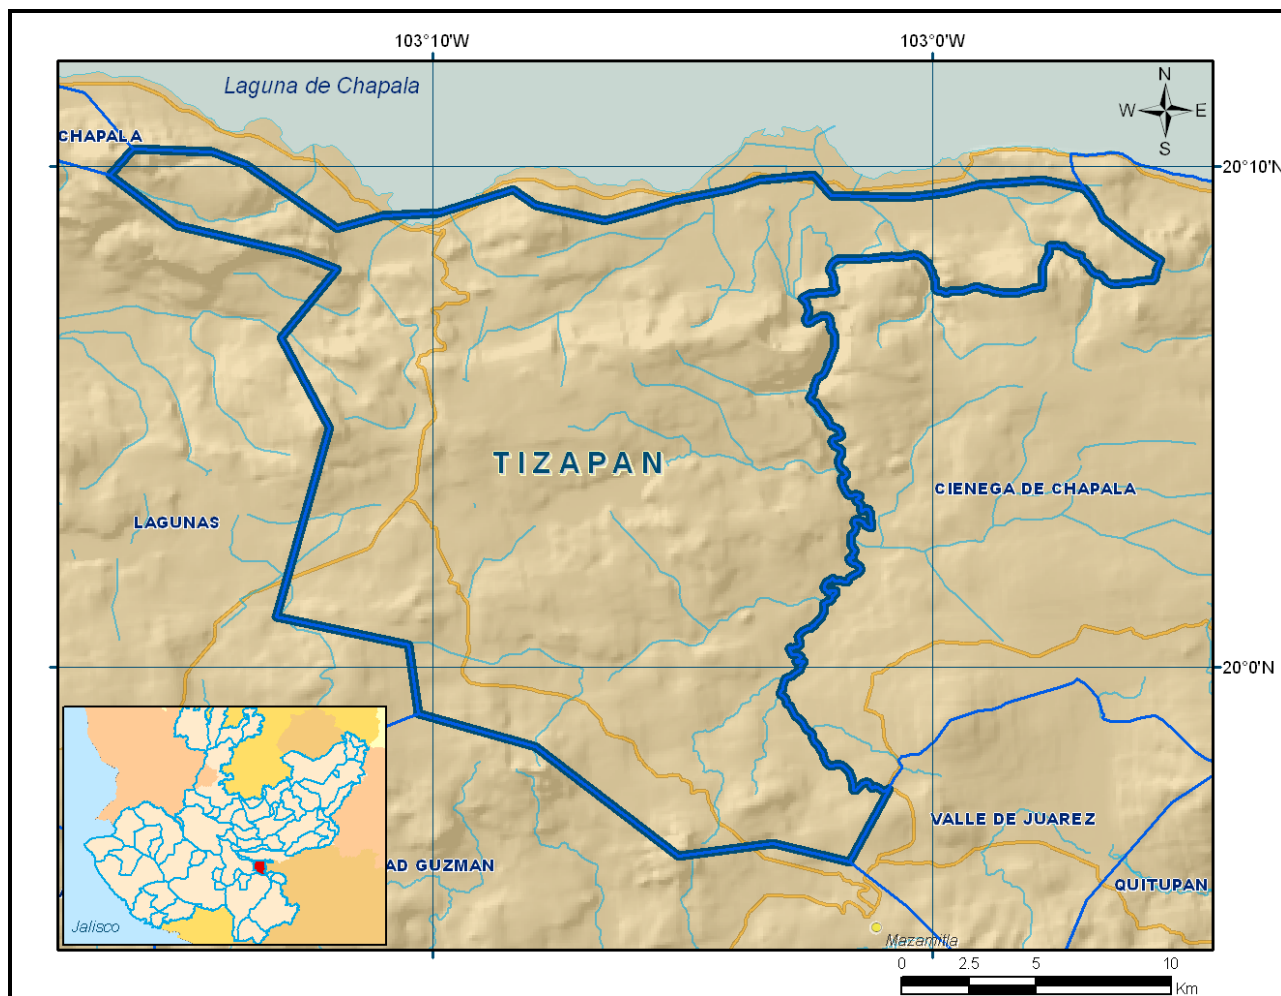 103°10'W
103°0'W
Laguna de Chapala
N
W
E
S
CHAPALA
20°10'N
TIZAPAN
CIENEGA DE CHAPALA
LAGUNAS
20°0'N
VALLE DE JUAREZ
AD GUZMAN
QUITUPAN
Jalisco
Mazamitla
0 2.5 5 10
Km